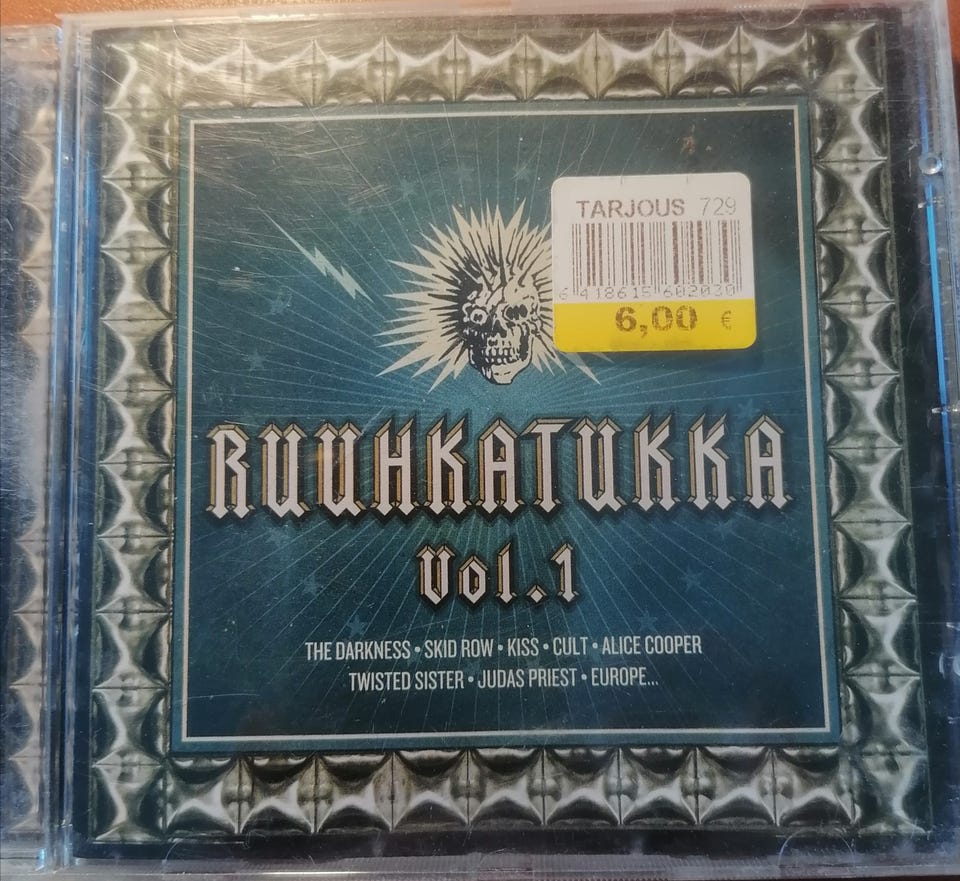 TARJOUS 729
6 418615 602030
6,00 €
RUUHKATUKKA
Vol.1
THE DARKNESS • SKID ROW • KISS • CULT • ALICE COOPER
TWISTED SISTER • JUDAS PRIEST • EUROPE...